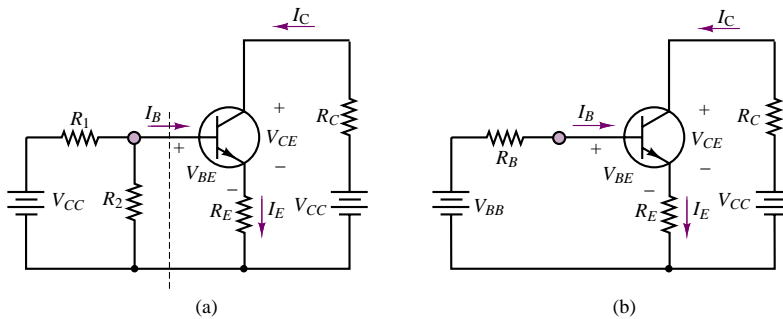 I_C
I_C
R_1
I_B
+
R_C
I_B
+
R_C
+
V_CE
R_B
+
V_CE
V_CC
R_2
V_BE
−
V_BE
−
−
−
R_E
I_E
V_CC
V_BB
R_E
I_E
V_CC
(a)
(b)